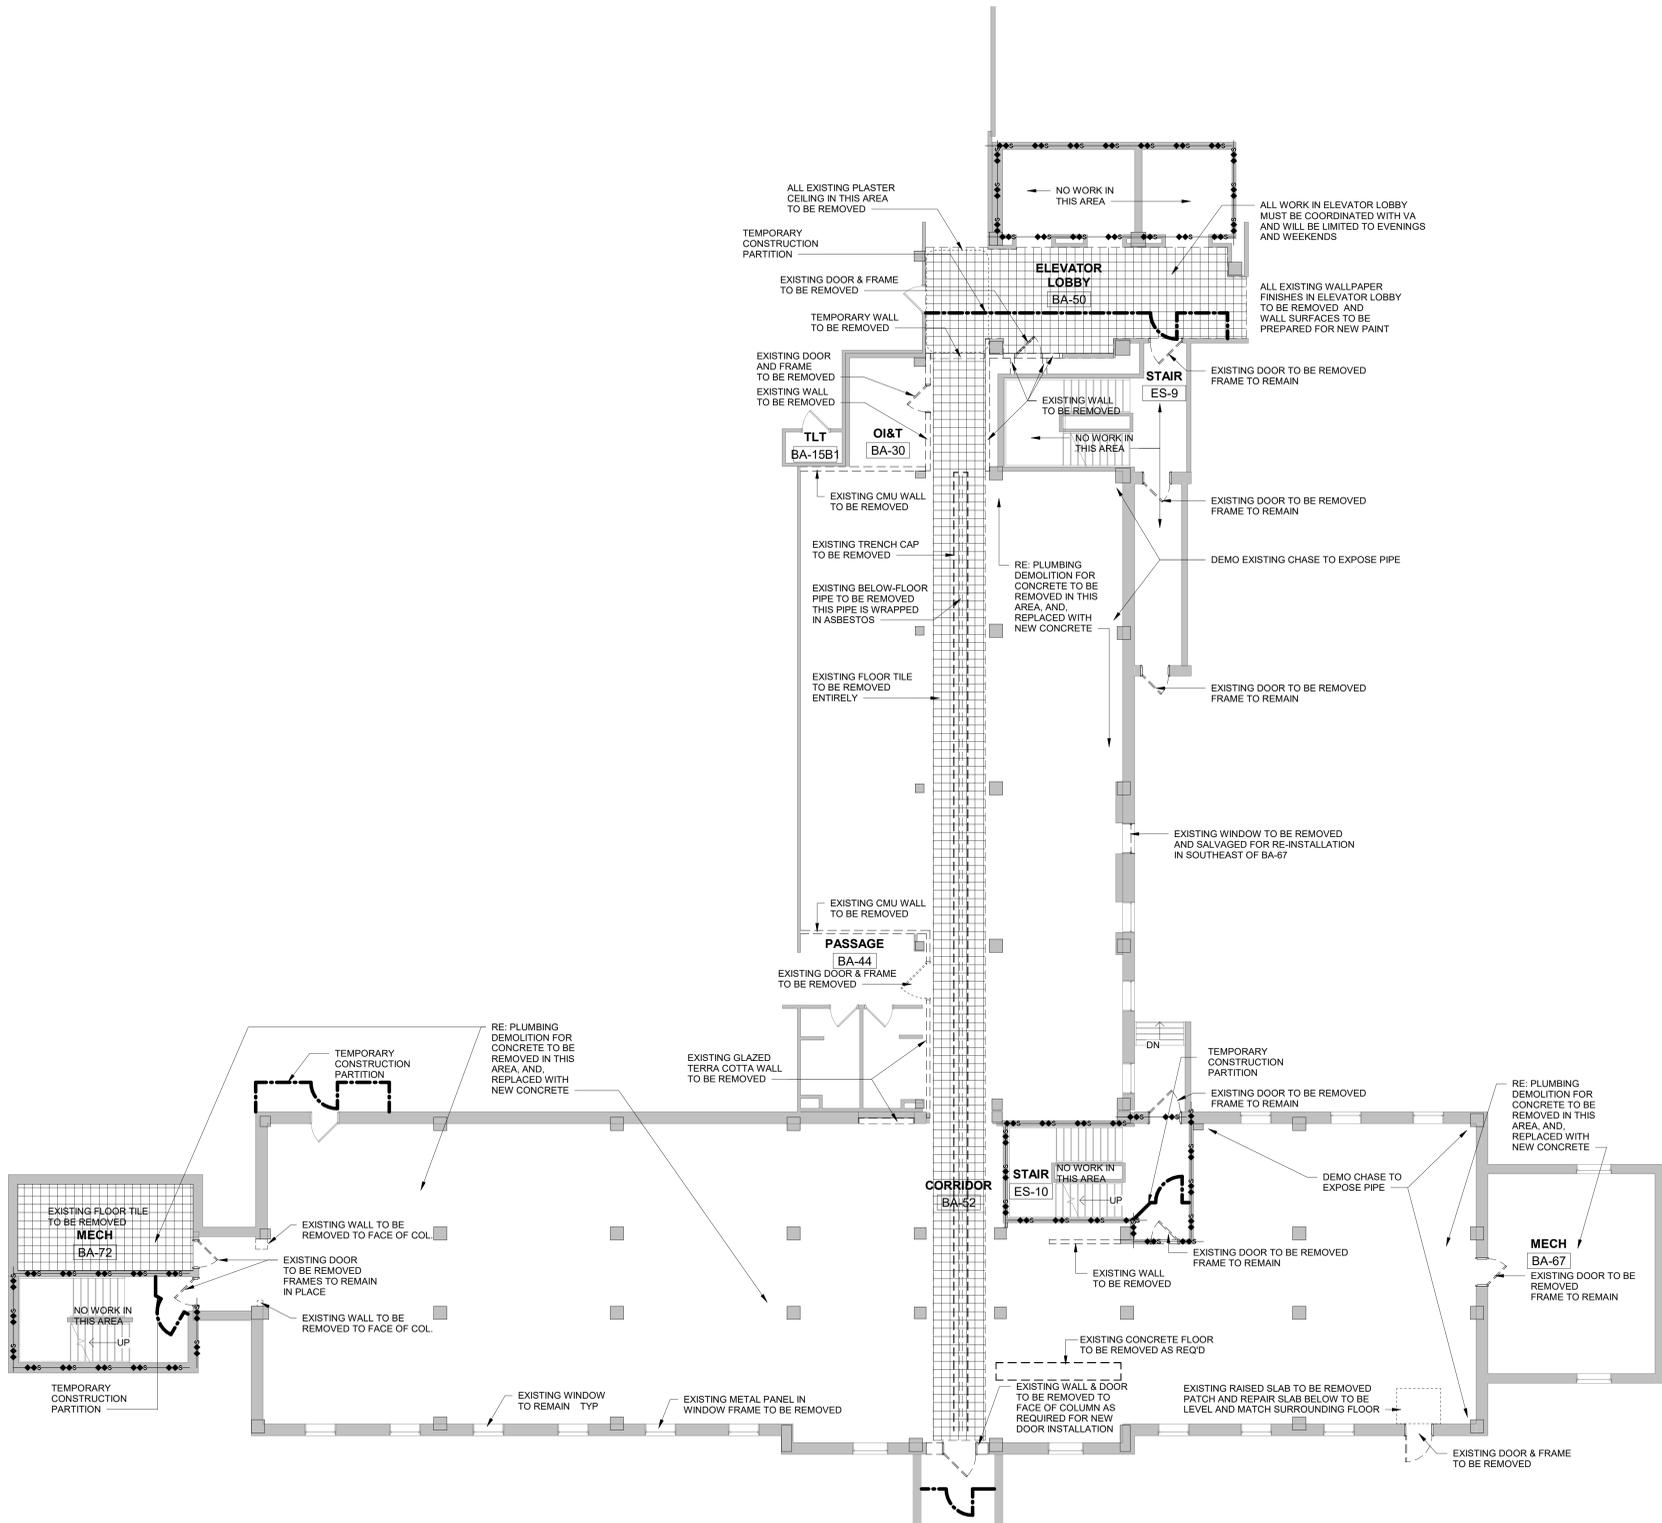 ALL EXISTING PLASTER
CEILING IN THIS AREA
TO BE REMOVED
NO WORK IN
THIS AREA
ALL WORK IN ELEVATOR LOBBY
MUST BE COORDINATED WITH VA
AND WILL BE LIMITED TO EVENINGS
AND WEEKENDS
TEMPORARY
CONSTRUCTION
PARTITION
EXISTING DOOR & FRAME
TO BE REMOVED
ELEVATOR
LOBBY
BA-50
ALL EXISTING WALLPAPER
FINISHES IN ELEVATOR LOBBY
TO BE REMOVED AND
WALL SURFACES TO BE
PREPARED FOR NEW PAINT
TEMPORARY WALL
TO BE REMOVED
EXISTING DOOR
AND FRAME
TO BE REMOVED
EXISTING WALL
TO BE REMOVED
STAIR
ES-9
EXISTING DOOR TO BE REMOVED
FRAME TO REMAIN
EXISTING WALL
TO BE REMOVED
TLT
BA-15B1
OI&T
BA-30
NO WORK IN
THIS AREA
EXISTING CMU WALL
TO BE REMOVED
EXISTING DOOR TO BE REMOVED
FRAME TO REMAIN
EXISTING TRENCH CAP
TO BE REMOVED
DEMO EXISTING CHASE TO EXPOSE PIPE
RE: PLUMBING
DEMOLITION FOR
CONCRETE TO BE
REMOVED IN THIS
AREA, AND,
REPLACED WITH
NEW CONCRETE
EXISTING BELOW-FLOOR
PIPE TO BE REMOVED
THIS PIPE IS WRAPPED
IN ASBESTOS
EXISTING FLOOR TILE
TO BE REMOVED
ENTIRELY
EXISTING DOOR TO BE REMOVED
FRAME TO REMAIN
EXISTING WINDOW TO BE REMOVED
AND SALVAGED FOR RE-INSTALLATION
IN SOUTHEAST OF BA-67
EXISTING CMU WALL
TO BE REMOVED
PASSAGE
BA-44
EXISTING DOOR & FRAME
TO BE REMOVED
RE: PLUMBING
DEMOLITION FOR
CONCRETE TO BE
REMOVED IN THIS
AREA, AND,
REPLACED WITH
NEW CONCRETE
TEMPORARY
CONSTRUCTION
PARTITION
EXISTING GLAZED
TERRA COTTA WALL
TO BE REMOVED
DN
TEMPORARY
CONSTRUCTION
PARTITION
EXISTING DOOR TO BE REMOVED
FRAME TO REMAIN
RE: PLUMBING
DEMOLITION FOR
CONCRETE TO BE
REMOVED IN THIS
AREA, AND,
REPLACED WITH
NEW CONCRETE
STAIR
ES-10
NO WORK IN
THIS AREA
UP
DEMO CHASE TO
EXPOSE PIPE
CORRIDOR
BA-52
EXISTING FLOOR TILE
TO BE REMOVED
MECH
BA-72
EXISTING WALL TO BE
REMOVED TO FACE OF COL.
EXISTING DOOR
TO BE REMOVED
FRAMES TO REMAIN
IN PLACE
EXISTING DOOR TO BE REMOVED
FRAME TO REMAIN
MECH
BA-67
EXISTING DOOR TO BE
REMOVED
FRAME TO REMAIN
EXISTING WALL
TO BE REMOVED
NO WORK IN
THIS AREA
UP
EXISTING WALL TO BE
REMOVED TO FACE OF COL.
EXISTING CONCRETE FLOOR
TO BE REMOVED AS REQ'D
TEMPORARY
CONSTRUCTION
PARTITION
EXISTING WINDOW
TO REMAIN TYP
EXISTING METAL PANEL IN
WINDOW FRAME TO BE REMOVED
EXISTING WALL & DOOR
TO BE REMOVED TO
FACE OF COLUMN AS
REQUIRED FOR NEW
DOOR INSTALLATION
EXISTING RAISED SLAB TO BE REMOVED
PATCH AND REPAIR SLAB BELOW TO BE
LEVEL AND MATCH SURROUNDING FLOOR
EXISTING DOOR & FRAME
TO BE REMOVED